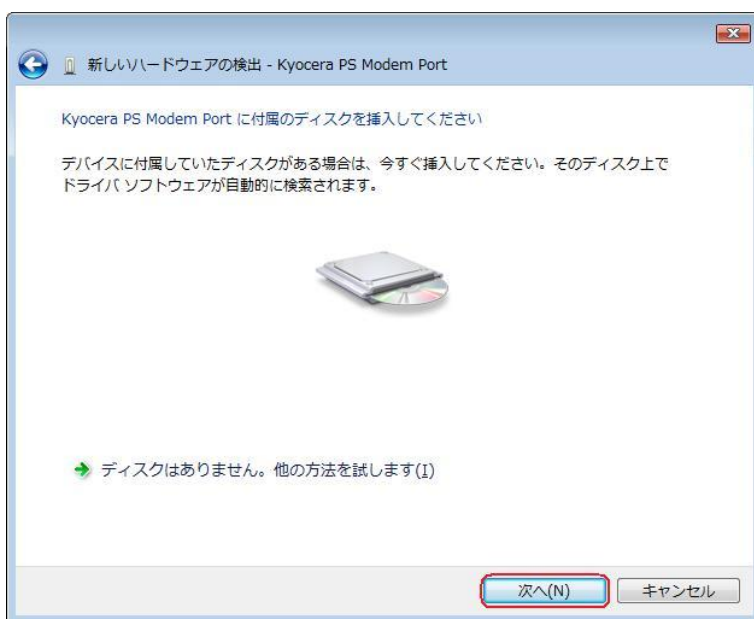 新しいハードウェアの検出 - Kyocera PS Modem Port
Kyocera PS Modem Port に付属のディスクを挿入してください
デバイスに付属していたディスクがある場合は、今すぐ挿入してください。そのディスク上で
ドライバ ソフトウェアが自動的に検索されます。
ディスクはありません。他の方法を試します(I)
次へ(N)
キャンセル